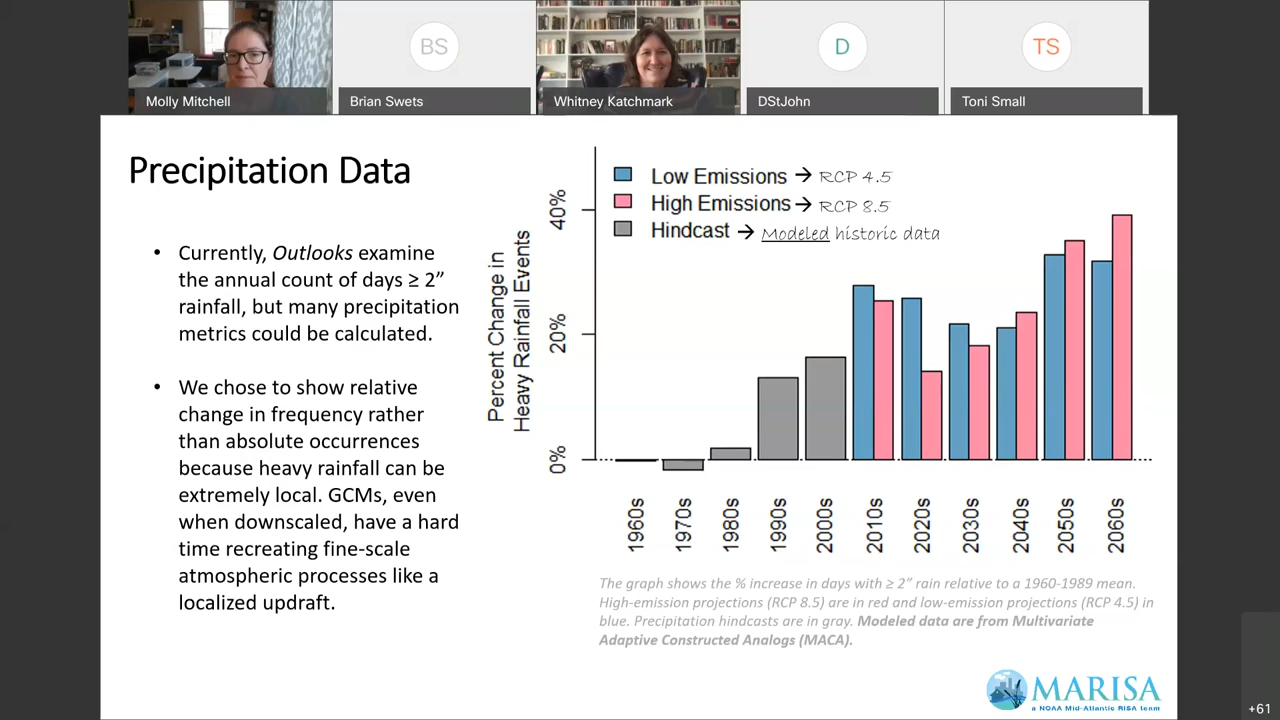 BS
D
TS
Molly Mitchell
Brian Swets
Whitney Katchmark
DStJohn
Toni Small
Precipitation Data
• Currently, Outlooks examine
the annual count of days ≥ 2”
rainfall, but many precipitation
metrics could be calculated.
• We chose to show relative
change in frequency rather
than absolute occurrences
because heavy rainfall can be
extremely local. GCMs, even
when downscaled, have a hard
time recreating fine-scale
atmospheric processes like a
localized updraft.
Low Emissions → RCP 4.5
High Emissions → RCP 8.5
Hindcast → Modeled historic data
Percent Change in
Heavy Rainfall Events
40%
20%
0%
1960s
1970s
1980s
1990s
2000s
2010s
2020s
2030s
2040s
2050s
2060s
The graph shows the % increase in days with ≥ 2” rain relative to a 1960-1989 mean.
High-emission projections (RCP 8.5) are in red and low-emission projections (RCP 4.5) in
blue. Precipitation hindcasts are in gray. Modeled data are from Multivariate
Adaptive Constructed Analogs (MACA).
MARISA
a NOAA Mid-Atlantic RISA team
+61